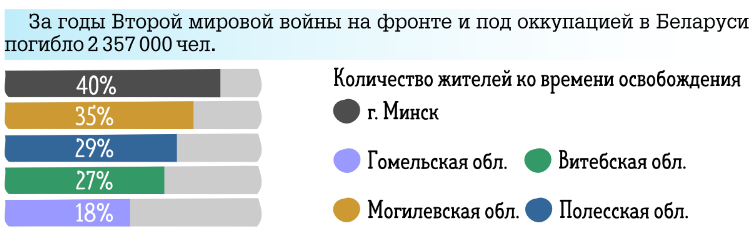 За годы Второй мировой войны на фронте и под оккупацией в Беларуси
погибло 2 357 000 чел.
40%
35%
29%
27%
18%
Количество жителей ко времени освобождения
г. Минск
Гомельская обл.
Витебская обл.
Могилевская обл.
Полесская обл.